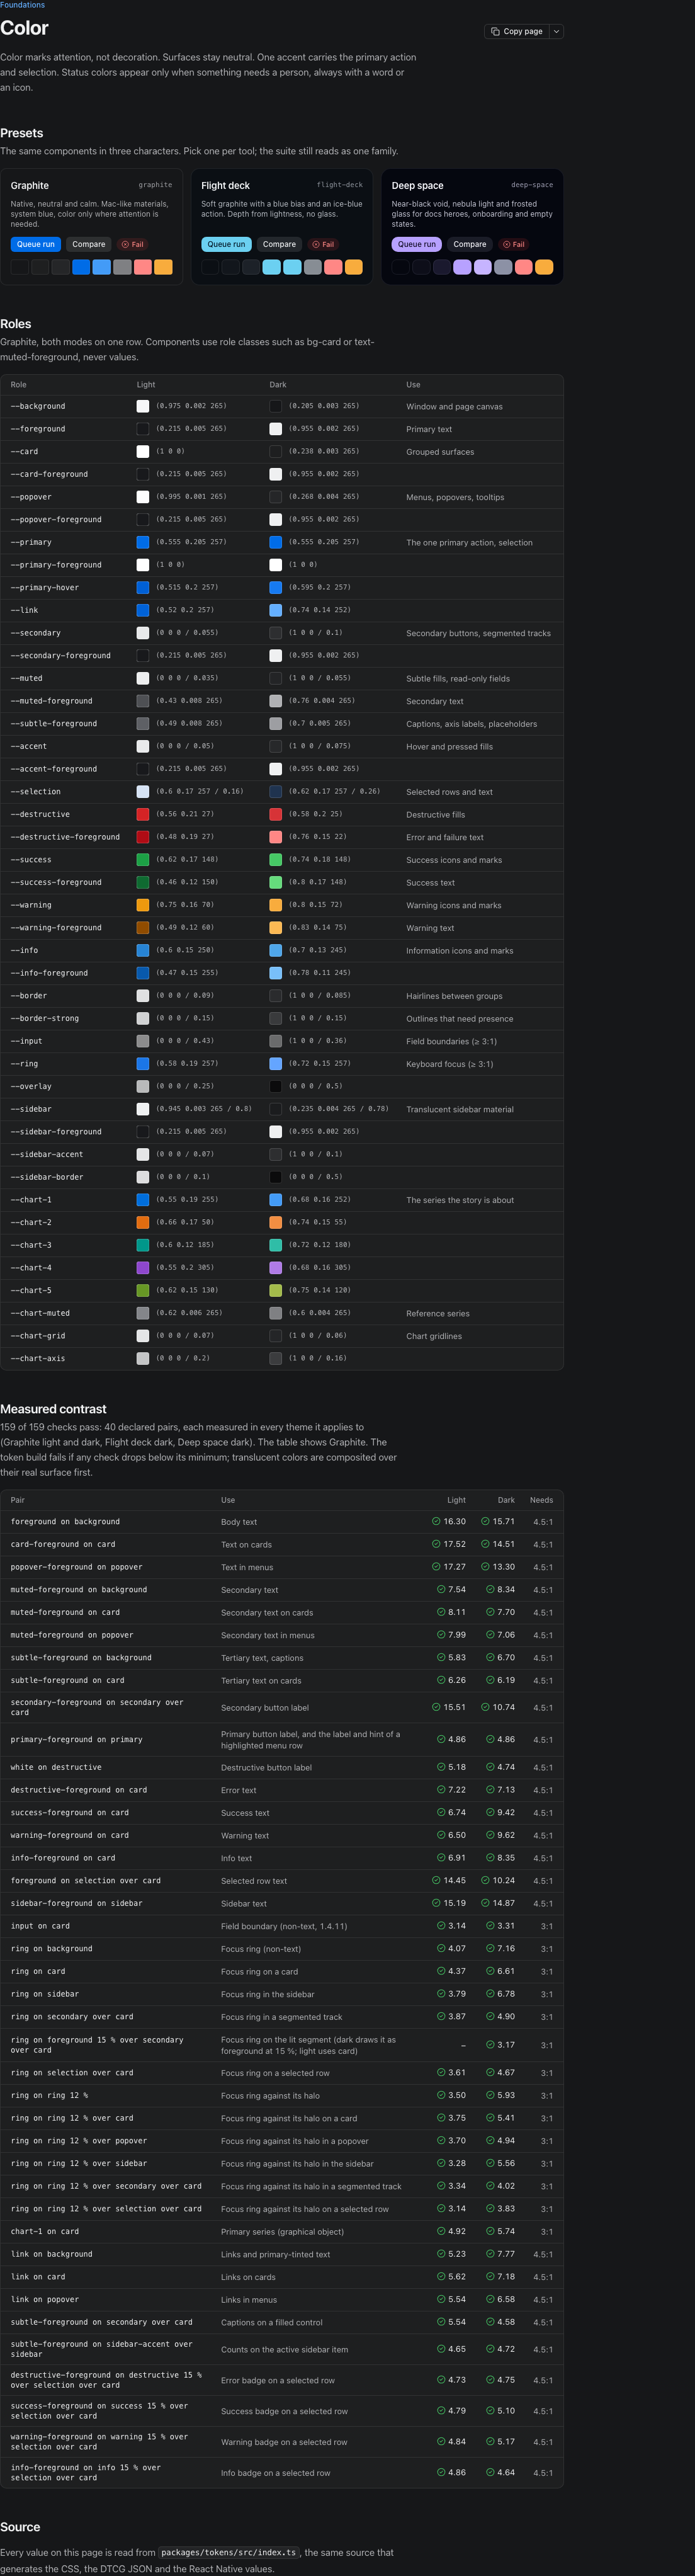 Foundations
Color
Copy page
Color marks attention, not decoration. Surfaces stay neutral. One accent carries the primary action
and selection. Status colors appear only when something needs a person, always with a word or
an icon.
Presets
The same components in three characters. Pick one per tool; the suite still reads as one family.
Graphite graphite
Native, neutral and calm. Mac-like materials,
system blue, color only where attention is
needed.
Queue run Compare Fail
Flight deck flight-deck
Soft graphite with a blue bias and an ice-blue
action. Depth from lightness, no glass.
Queue run Compare Fail
Deep space deep-space
Near-black void, nebula light and frosted
glass for docs heroes, onboarding and empty
states.
Queue run Compare Fail
Roles
Graphite, both modes on one row. Components use role classes such as bg-card or text-
muted-foreground, never values.
Role Light Dark Use
--background (0.975 0.002 265) (0.205 0.003 265) Window and page canvas
--foreground (0.215 0.005 265) (0.955 0.002 265) Primary text
--card (1 0 0) (0.238 0.003 265) Grouped surfaces
--card-foreground (0.215 0.005 265) (0.955 0.002 265)
--popover (0.995 0.001 265) (0.268 0.004 265) Menus, popovers, tooltips
--popover-foreground (0.215 0.005 265) (0.955 0.002 265)
--primary (0.555 0.205 257) (0.555 0.205 257) The one primary action, selection
--primary-foreground (1 0 0) (1 0 0)
--primary-hover (0.515 0.2 257) (0.595 0.2 257)
--link (0.52 0.2 257) (0.74 0.14 252)
--secondary (0 0 0 / 0.055) (1 0 0 / 0.1) Secondary buttons, segmented tracks
--secondary-foreground (0.215 0.005 265) (0.955 0.002 265)
--muted (0 0 0 / 0.035) (1 0 0 / 0.055) Subtle fills, read-only fields
--muted-foreground (0.43 0.008 265) (0.76 0.004 265) Secondary text
--subtle-foreground (0.49 0.008 265) (0.7 0.005 265) Captions, axis labels, placeholders
--accent (0 0 0 / 0.05) (1 0 0 / 0.075) Hover and pressed fills
--accent-foreground (0.215 0.005 265) (0.955 0.002 265)
--selection (0.6 0.17 257 / 0.16) (0.62 0.17 257 / 0.26) Selected rows and text
--destructive (0.56 0.21 27) (0.58 0.2 25) Destructive fills
--destructive-foreground (0.48 0.19 27) (0.76 0.15 22) Error and failure text
--success (0.62 0.17 148) (0.74 0.18 148) Success icons and marks
--success-foreground (0.46 0.12 150) (0.8 0.17 148) Success text
--warning (0.75 0.16 70) (0.8 0.15 72) Warning icons and marks
--warning-foreground (0.49 0.12 60) (0.83 0.14 75) Warning text
--info (0.6 0.15 250) (0.7 0.13 245) Information icons and marks
--info-foreground (0.47 0.15 255) (0.78 0.11 245)
--border (0 0 0 / 0.09) (1 0 0 / 0.085) Hairlines between groups
--border-strong (0 0 0 / 0.15) (1 0 0 / 0.15) Outlines that need presence
--input (0 0 0 / 0.43) (1 0 0 / 0.36) Field boundaries (≥ 3:1)
--ring (0.58 0.19 257) (0.72 0.15 257) Keyboard focus (≥ 3:1)
--overlay (0 0 0 / 0.25) (0 0 0 / 0.5)
--sidebar (0.945 0.003 265 / 0.8) (0.235 0.004 265 / 0.78) Translucent sidebar material
--sidebar-foreground (0.215 0.005 265) (0.955 0.002 265)
--sidebar-accent (0 0 0 / 0.07) (1 0 0 / 0.1)
--sidebar-border (0 0 0 / 0.1) (0 0 0 / 0.5)
--chart-1 (0.55 0.19 255) (0.68 0.16 252) The series the story is about
--chart-2 (0.66 0.17 50) (0.74 0.15 55)
--chart-3 (0.6 0.12 185) (0.72 0.12 180)
--chart-4 (0.55 0.2 305) (0.68 0.16 305)
--chart-5 (0.62 0.15 130) (0.75 0.14 120)
--chart-muted (0.62 0.006 265) (0.6 0.004 265) Reference series
--chart-grid (0 0 0 / 0.07) (1 0 0 / 0.06) Chart gridlines
--chart-axis (0 0 0 / 0.2) (1 0 0 / 0.16)
Measured contrast
159 of 159 checks pass: 40 declared pairs, each measured in every theme it applies to
(Graphite light and dark, Flight deck dark, Deep space dark). The table shows Graphite. The
token build fails if any check drops below its minimum; translucent colors are composited over
their real surface first.
Pair Use Light Dark Needs
foreground on background Body text 16.30 15.71 4.5:1
card-foreground on card Text on cards 17.52 14.51 4.5:1
popover-foreground on popover Text in menus 17.27 13.30 4.5:1
muted-foreground on background Secondary text 7.54 8.34 4.5:1
muted-foreground on card Secondary text on cards 8.11 7.70 4.5:1
muted-foreground on popover Secondary text in menus 7.99 7.06 4.5:1
subtle-foreground on background Tertiary text, captions 5.83 6.70 4.5:1
subtle-foreground on card Tertiary text on cards 6.26 6.19 4.5:1
secondary-foreground on secondary over
card Secondary button label 15.51 10.74 4.5:1
primary-foreground on primary Primary button label, and the label and hint of a
highlighted menu row 4.86 4.86 4.5:1
white on destructive Destructive button label 5.18 4.74 4.5:1
destructive-foreground on card Error text 7.22 7.13 4.5:1
success-foreground on card Success text 6.74 9.42 4.5:1
warning-foreground on card Warning text 6.50 9.62 4.5:1
info-foreground on card Info text 6.91 8.35 4.5:1
foreground on selection over card Selected row text 14.45 10.24 4.5:1
sidebar-foreground on sidebar Sidebar text 15.19 14.87 4.5:1
input on card Field boundary (non-text, 1.4.11) 3.14 3.31 3:1
ring on background Focus ring (non-text) 4.07 7.16 3:1
ring on card Focus ring on a card 4.37 6.61 3:1
ring on sidebar Focus ring in the sidebar 3.79 6.78 3:1
ring on secondary over card Focus ring in a segmented track 3.87 4.90 3:1
ring on foreground 15 % over secondary
over card Focus ring on the lit segment (dark draws it as
foreground at 15 %; light uses card) – 3.17 3:1
ring on selection over card Focus ring on a selected row 3.61 4.67 3:1
ring on ring 12 % Focus ring against its halo 3.50 5.93 3:1
ring on ring 12 % over card Focus ring against its halo on a card 3.75 5.41 3:1
ring on ring 12 % over popover Focus ring against its halo in a popover 3.70 4.94 3:1
ring on ring 12 % over sidebar Focus ring against its halo in the sidebar 3.28 5.56 3:1
ring on ring 12 % over secondary over card Focus ring against its halo in a segmented track 3.34 4.02 3:1
ring on ring 12 % over selection over card Focus ring against its halo on a selected row 3.14 3.83 3:1
chart-1 on card Primary series (graphical object) 4.92 5.74 3:1
link on background Links and primary-tinted text 5.23 7.77 4.5:1
link on card Links on cards 5.62 7.18 4.5:1
link on popover Links in menus 5.54 6.58 4.5:1
subtle-foreground on secondary over card Captions on a filled control 5.54 4.58 4.5:1
subtle-foreground on sidebar-accent over
sidebar Counts on the active sidebar item 4.65 4.72 4.5:1
destructive-foreground on destructive 15 %
over selection over card Error badge on a selected row 4.73 4.75 4.5:1
success-foreground on success 15 % over
selection over card Success badge on a selected row 4.79 5.10 4.5:1
warning-foreground on warning 15 % over
selection over card Warning badge on a selected row 4.84 5.17 4.5:1
info-foreground on info 15 % over
selection over card Info badge on a selected row 4.86 4.64 4.5:1
Source
Every value on this page is read from packages/tokens/src/index.ts, the same source that
generates the CSS, the DTCG JSON and the React Native values.